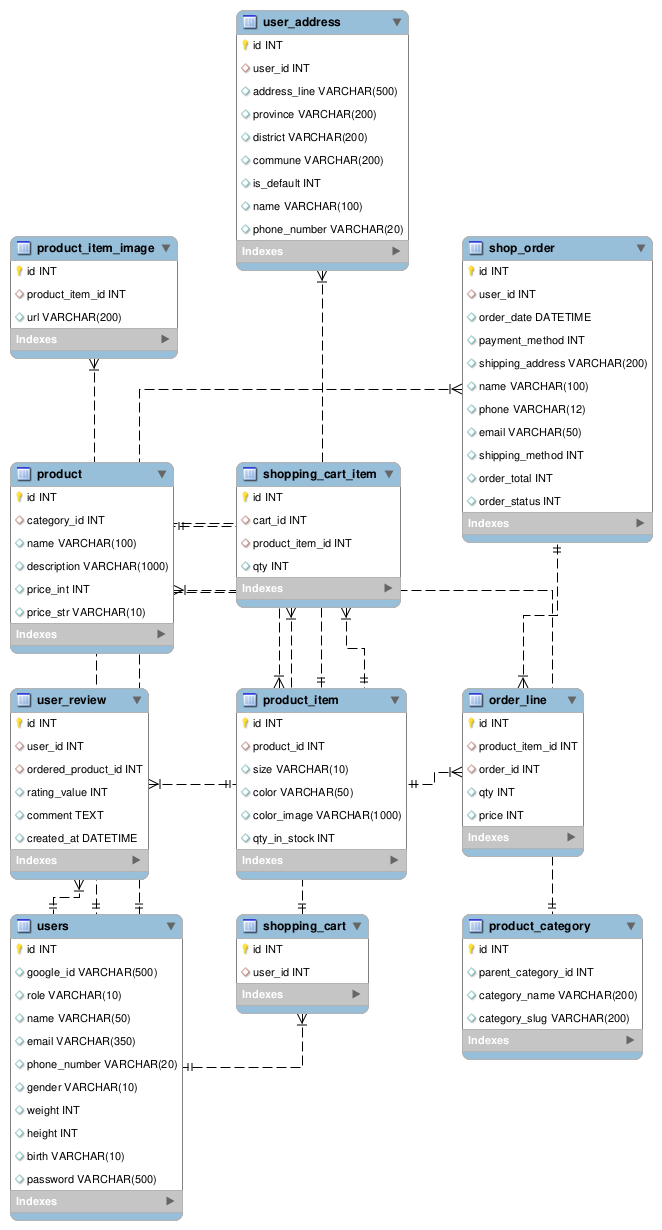 user_address
id INT
user_id INT
address_line VARCHAR(500)
province VARCHAR(200)
district VARCHAR(200)
commune VARCHAR(200)
is_default INT
name VARCHAR(100)
phone_number VARCHAR(20)
Indexes
product_item_image
id INT
product_item_id INT
url VARCHAR(200)
Indexes
shop_order
id INT
user_id INT
order_date DATETIME
payment_method INT
shipping_address VARCHAR(200)
name VARCHAR(100)
phone VARCHAR(12)
email VARCHAR(50)
shipping_method INT
order_total INT
order_status INT
Indexes
product
id INT
category_id INT
name VARCHAR(100)
description VARCHAR(1000)
price_int INT
price_str VARCHAR(10)
Indexes
shopping_cart_item
id INT
cart_id INT
product_item_id INT
qty INT
Indexes
user_review
id INT
user_id INT
ordered_product_id INT
rating_value INT
comment TEXT
created_at DATETIME
Indexes
product_item
id INT
product_id INT
size VARCHAR(10)
color VARCHAR(50)
color_image VARCHAR(1000)
qty_in_stock INT
Indexes
order_line
id INT
product_item_id INT
order_id INT
qty INT
price INT
Indexes
users
id INT
google_id VARCHAR(500)
role VARCHAR(10)
name VARCHAR(50)
email VARCHAR(350)
phone_number VARCHAR(20)
gender VARCHAR(10)
weight INT
height INT
birth VARCHAR(10)
password VARCHAR(500)
Indexes
shopping_cart
id INT
user_id INT
Indexes
product_category
id INT
parent_category_id INT
category_name VARCHAR(200)
category_slug VARCHAR(200)
Indexes